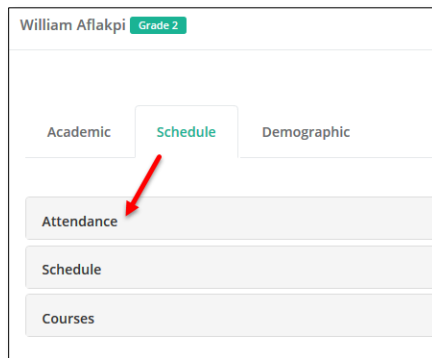 William Aflakpi Grade 2
Academic Schedule Demographic
Attendance
Schedule
Courses